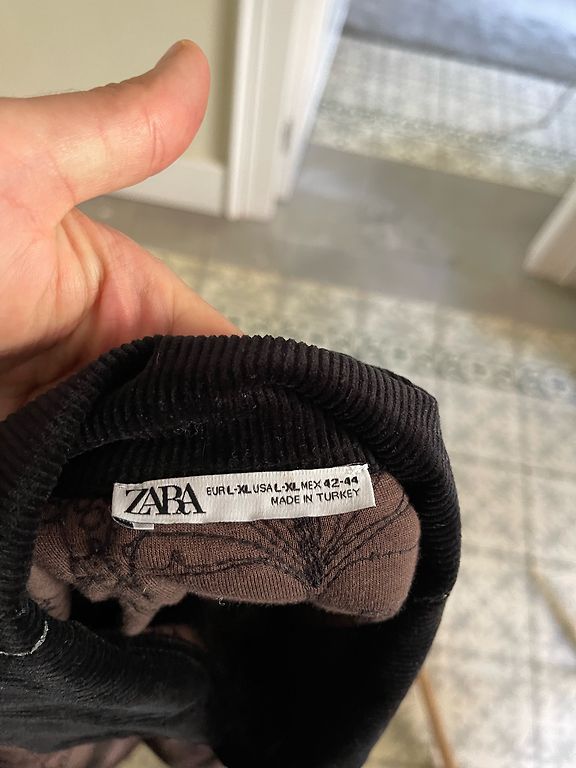 ZARA
EUR L-XL USA L-XL MEX 42-44
MADE IN TURKEY